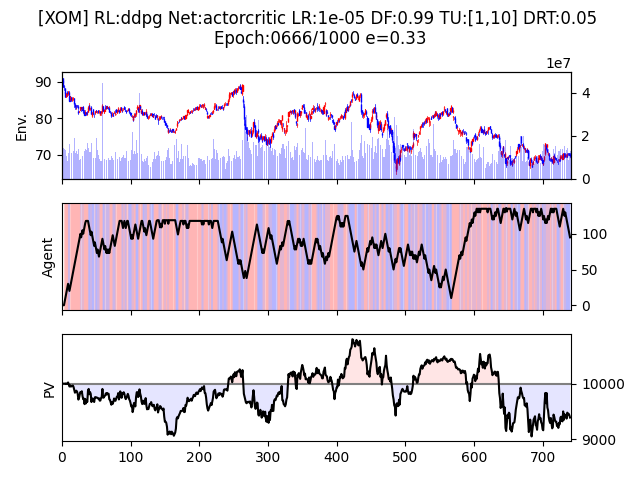 [XOM] RL:ddpg Net:actorcritic LR:1e-05 DF:0.99 TU:[1,10] DRT:0.05
Epoch:0666/1000 e=0.33
1e7
Env.
90
80
70
4
2
0
Agent
100
50
0
PV
10000
9000
0 100 200 300 400 500 600 700